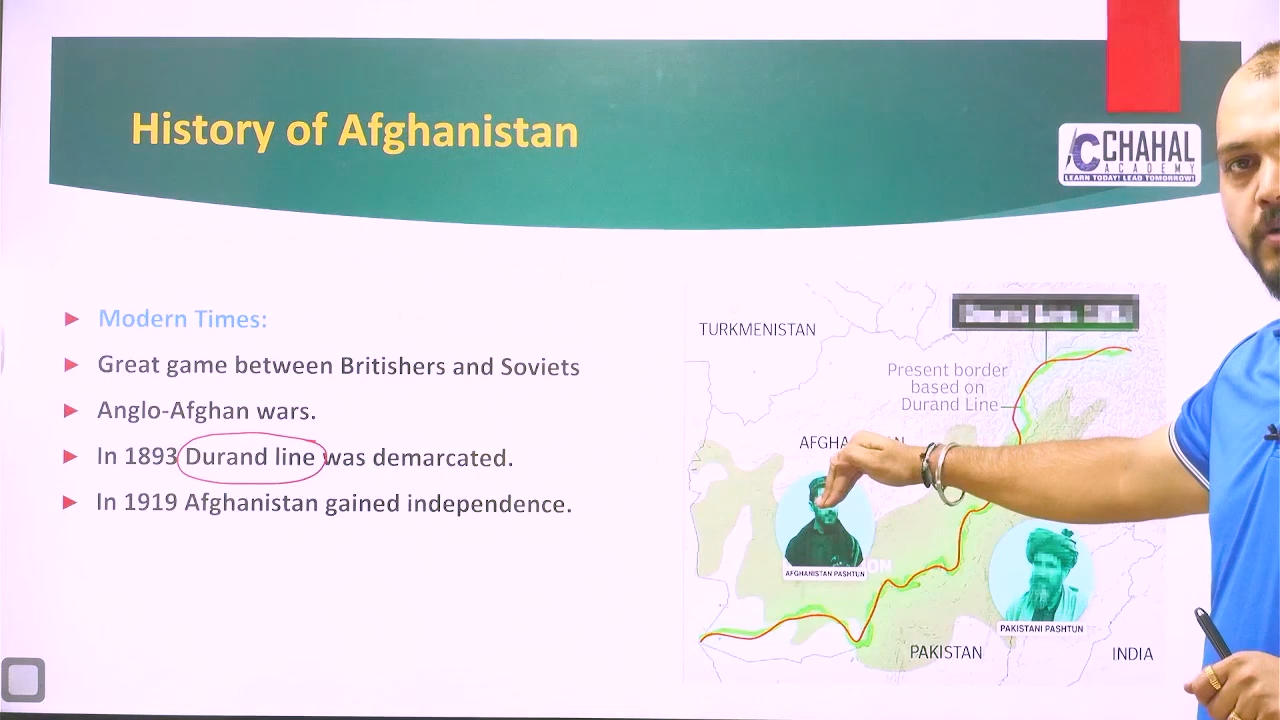 History of Afghanistan
CHAHAL
ACADEMY
LEARN TODAY! LEAD TOMORROW!
Modern Times:
Great game between Britishers and Soviets
Anglo-Afghan wars.
In 1893 Durand line was demarcated.
In 1919 Afghanistan gained independence.
TURKMENISTAN
Present border
based on
Durand Line
AFGHANISTAN PASHTUN
PAKISTANI PASHTUN
PAKISTAN
INDIA